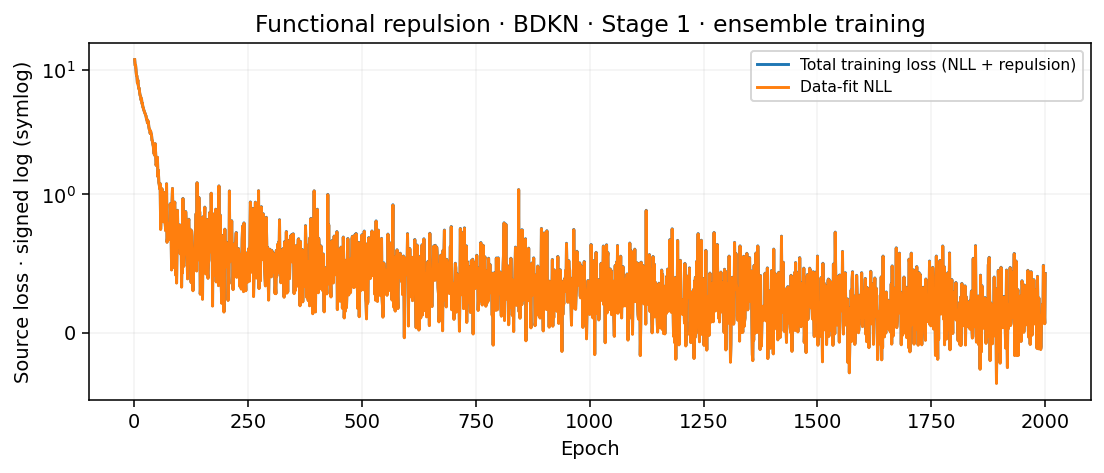 Functional repulsion · BDKN · Stage 1 · ensemble training
Source loss · signed log (symlog)
10¹
10⁰
0
Total training loss (NLL + repulsion)
Data-fit NLL
0 250 500 750 1000 1250 1500 1750 2000
Epoch